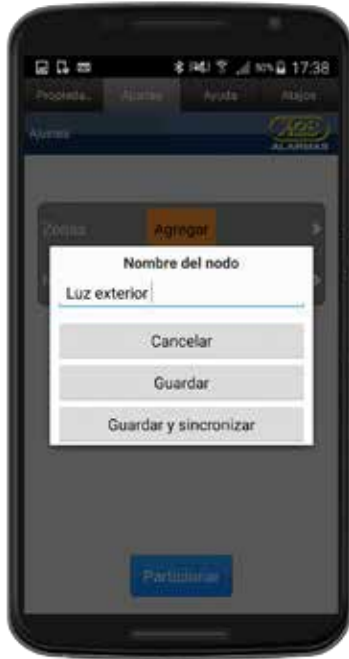 17:38
Propieda.. Ajustes Ayuda Atajos
Ajustes
X-28
ALARMAS
Zonas Agregar
Nombre del nodo
Luz exterior
Cancelar
Guardar
Guardar y sincronizar
Particionar